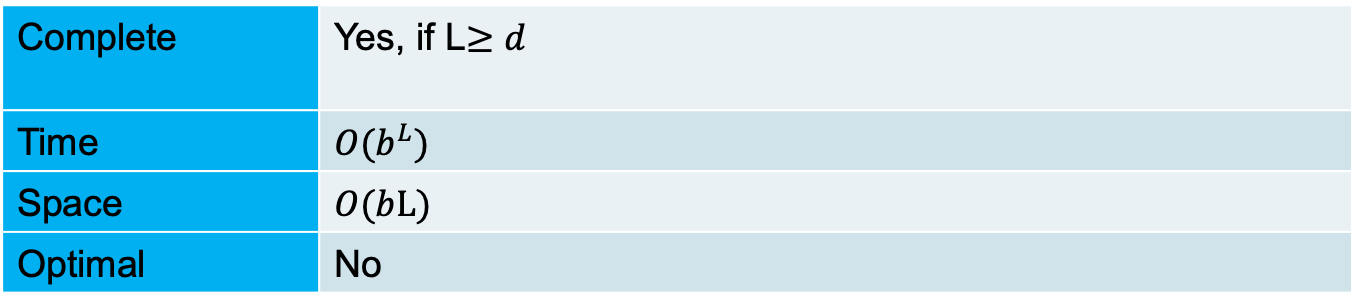 Complete Yes, if L≥ d
Time O(b^L)
Space O(bL)
Optimal No